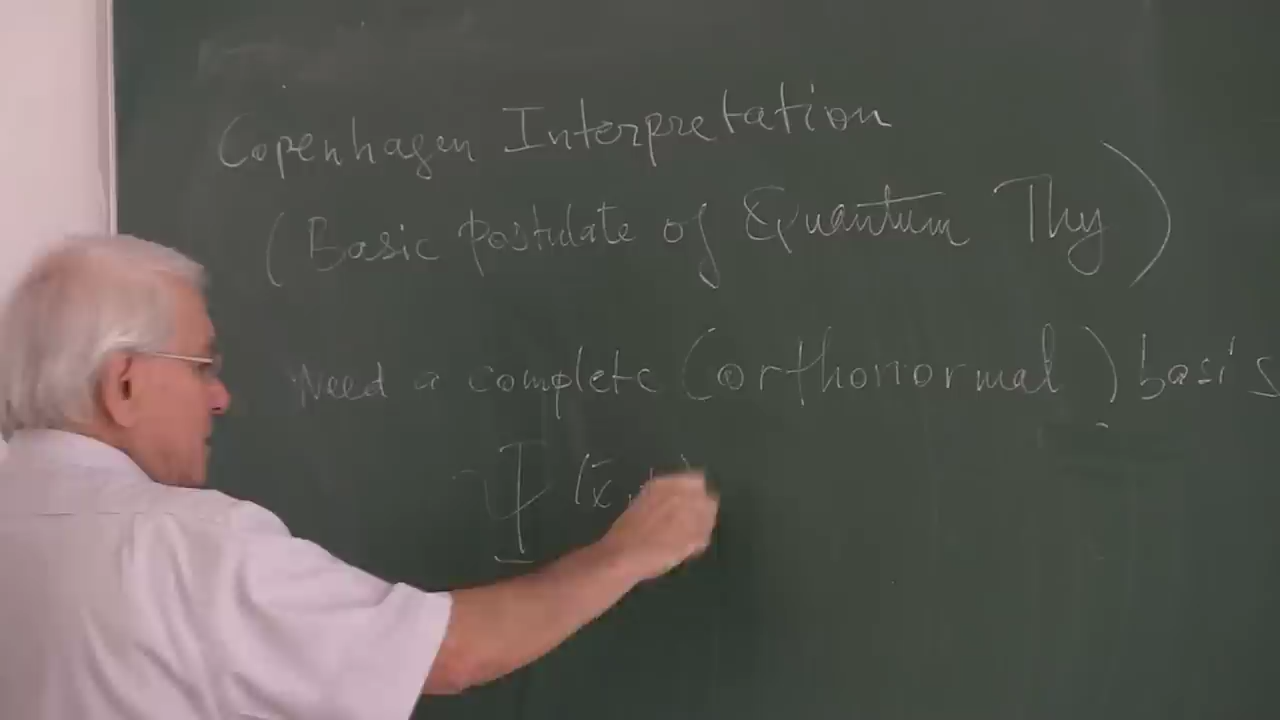 Copenhagen Interpretation
(Basic Postulate of Quantum Thy)
Need a complete (orthonormal) basis
Ψ (x̄,t)